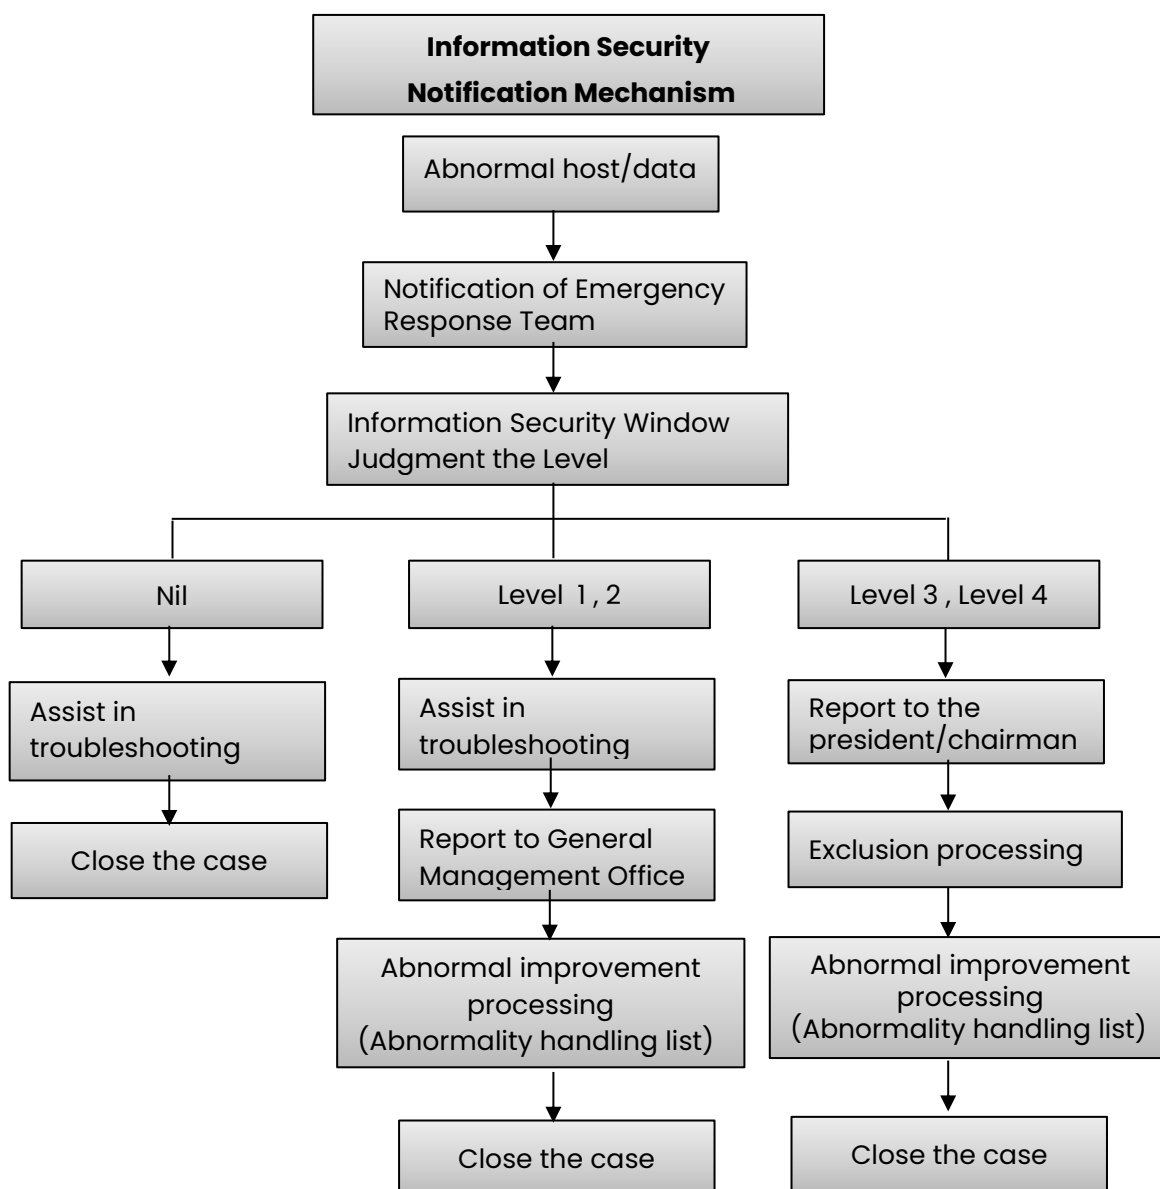 Information Security
Notification Mechanism
Abnormal host/data
Notification of Emergency
Response Team
Information Security Window
Judgment the Level
Nil
Level 1 , 2
Level 3 , Level 4
Assist in
troubleshooting
Assist in
troubleshooting
Report to the
president/chairman
Close the case
Report to General
Management Office
Exclusion processing
Abnormal improvement
processing
(Abnormality handling list)
Abnormal improvement
processing
(Abnormality handling list)
Close the case
Close the case